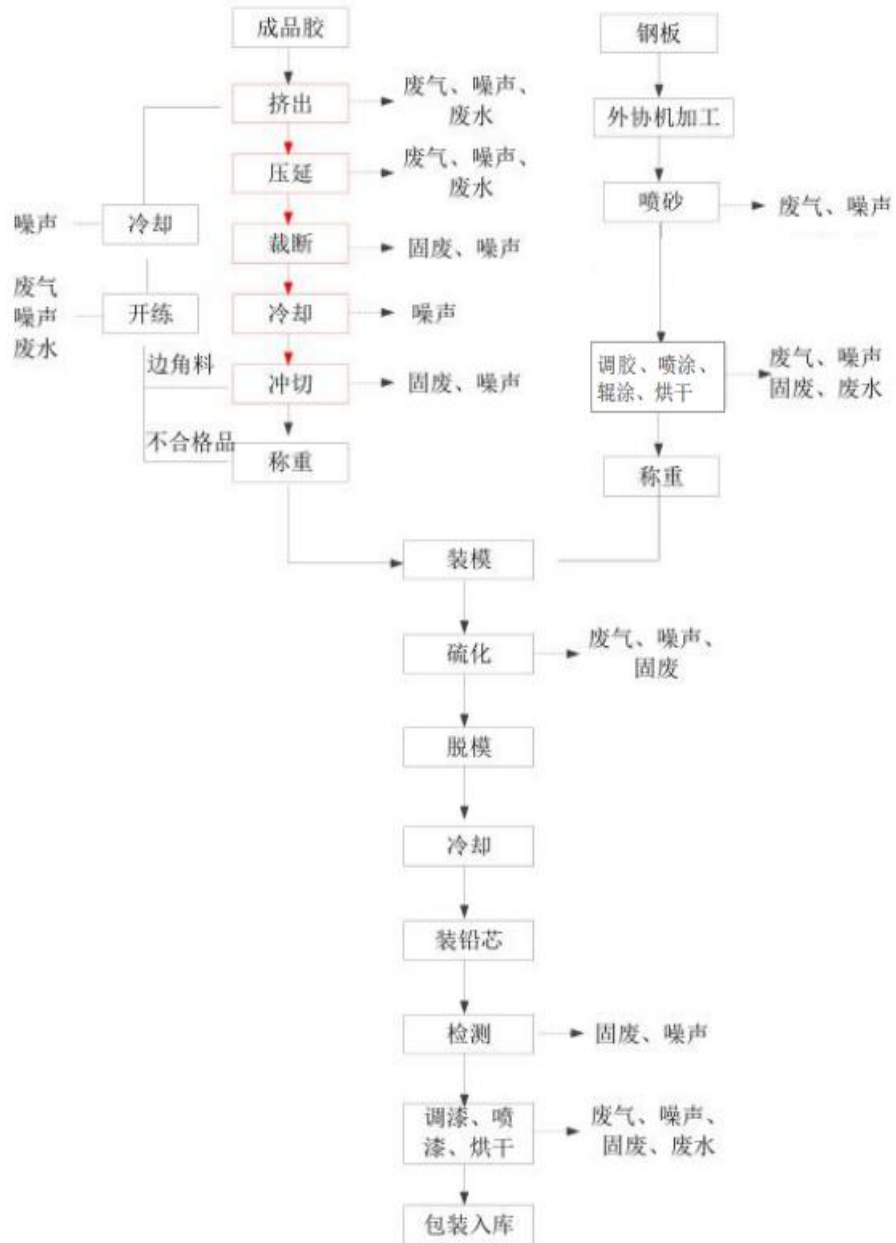 成品胶
钢板
挤出
废气、噪声、
废水
外协机加工
压延
废气、噪声、
废水
喷砂
废气、噪声
噪声
冷却
裁断
固废、噪声
废气
噪声
废水
开练
冷却
噪声
边角料
冲切
固废、噪声
调胶、喷涂、
辊涂、烘干
废气、噪声
固废、废水
不合格品
称重
称重
装模
硫化
废气、噪声、
固废
脱模
冷却
装铅芯
检测
固废、噪声
调漆、喷
漆、烘干
废气、噪声、
固废、废水
包装入库